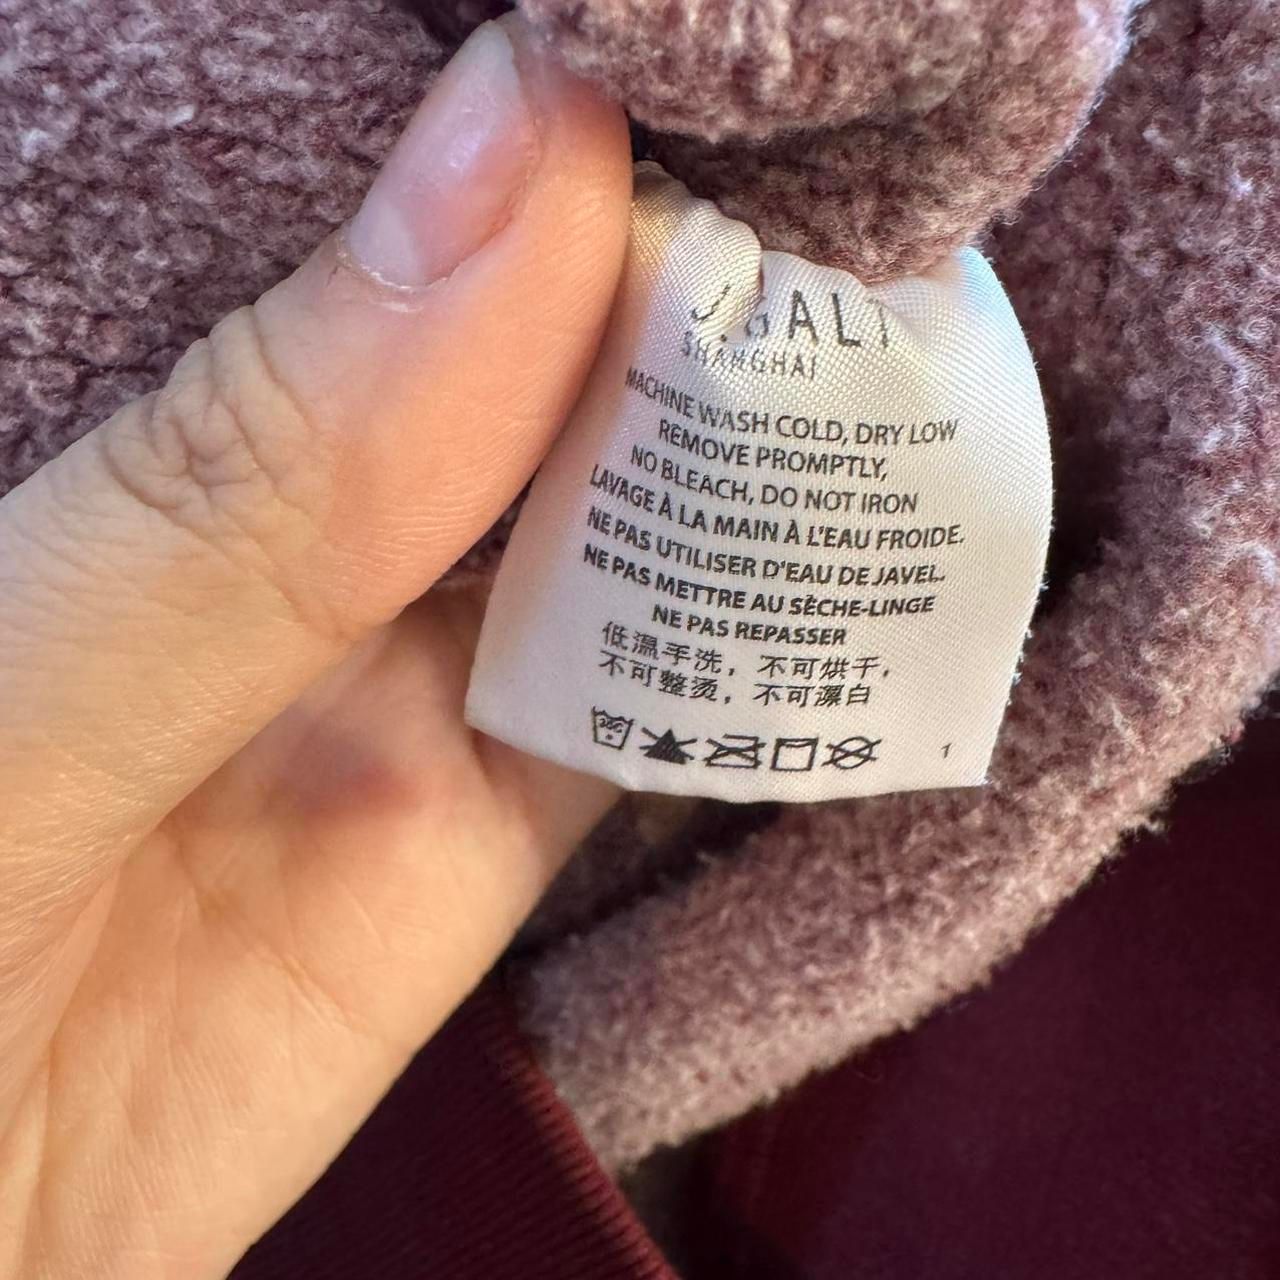 SHANGHAI
MACHINE WASH COLD, DRY LOW
REMOVE PROMPTLY,
NO BLEACH, DO NOT IRON
LAVAGE À LA MAIN À L'EAU FROIDE.
NE PAS UTILISER D'EAU DE JAVEL.
NE PAS METTRE AU SÈCHE-LINGE
NE PAS REPASSER
低温手洗，不可烘干，
不可整烫，不可漂白
1